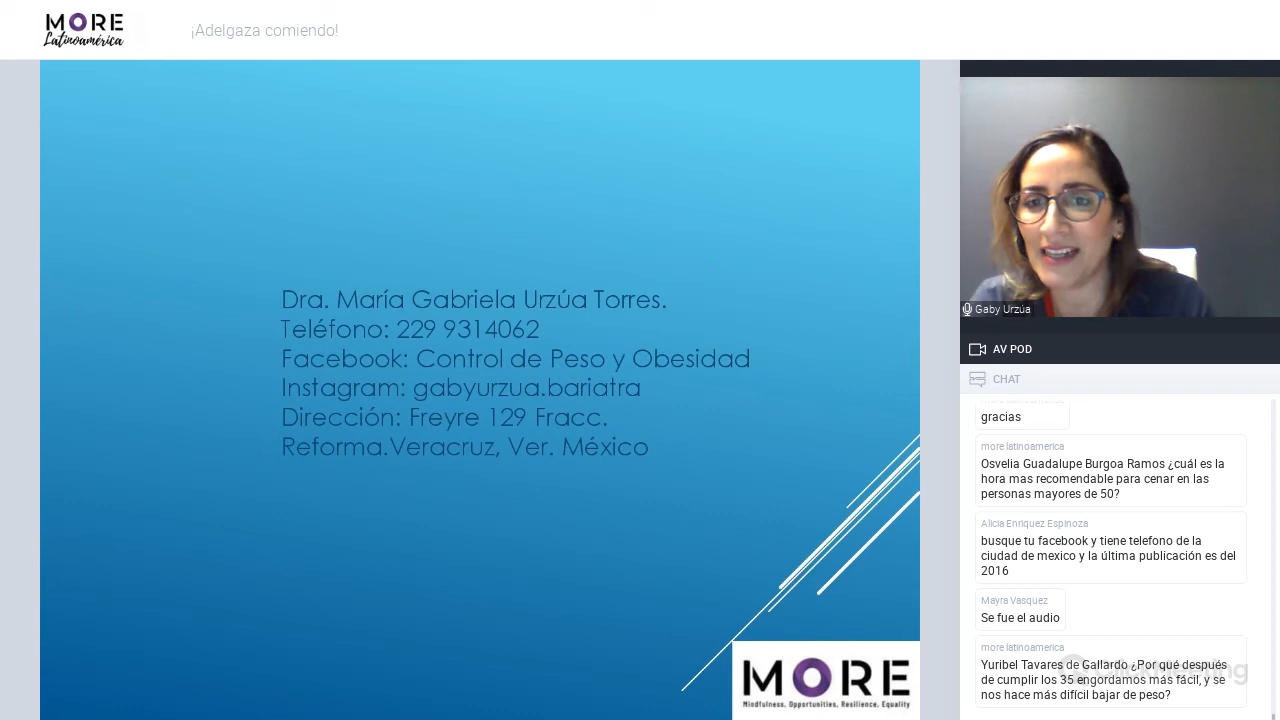 MORE
Latinoamérica
¡Adelgaza comiendo!
Dra. María Gabriela Urzúa Torres.
Teléfono: 229 9314062
Facebook: Control de Peso y Obesidad
Instagram: gabyurzua.bariatra
Dirección: Freyre 129 Fracc.
Reforma.Veracruz, Ver. México
MORE
Mindfulness, Opportunities, Resilience, Equality
Gaby Urzúa
AV POD
CHAT
gracias
more latinoamerica
Osvelia Guadalupe Burgoa Ramos ¿cuál es la
hora mas recomendable para cenar en las
personas mayores de 50?
Alicia Enriquez Espinoza
busque tu facebook y tiene telefono de la
ciudad de mexico y la última publicación es del
2016
Mayra Vasquez
Se fue el audio
more latinoamerica
Yuribel Tavares de Gallardo ¿Por qué después
de cumplir los 35 engordamos más fácil, y se
nos hace más difícil bajar de peso?